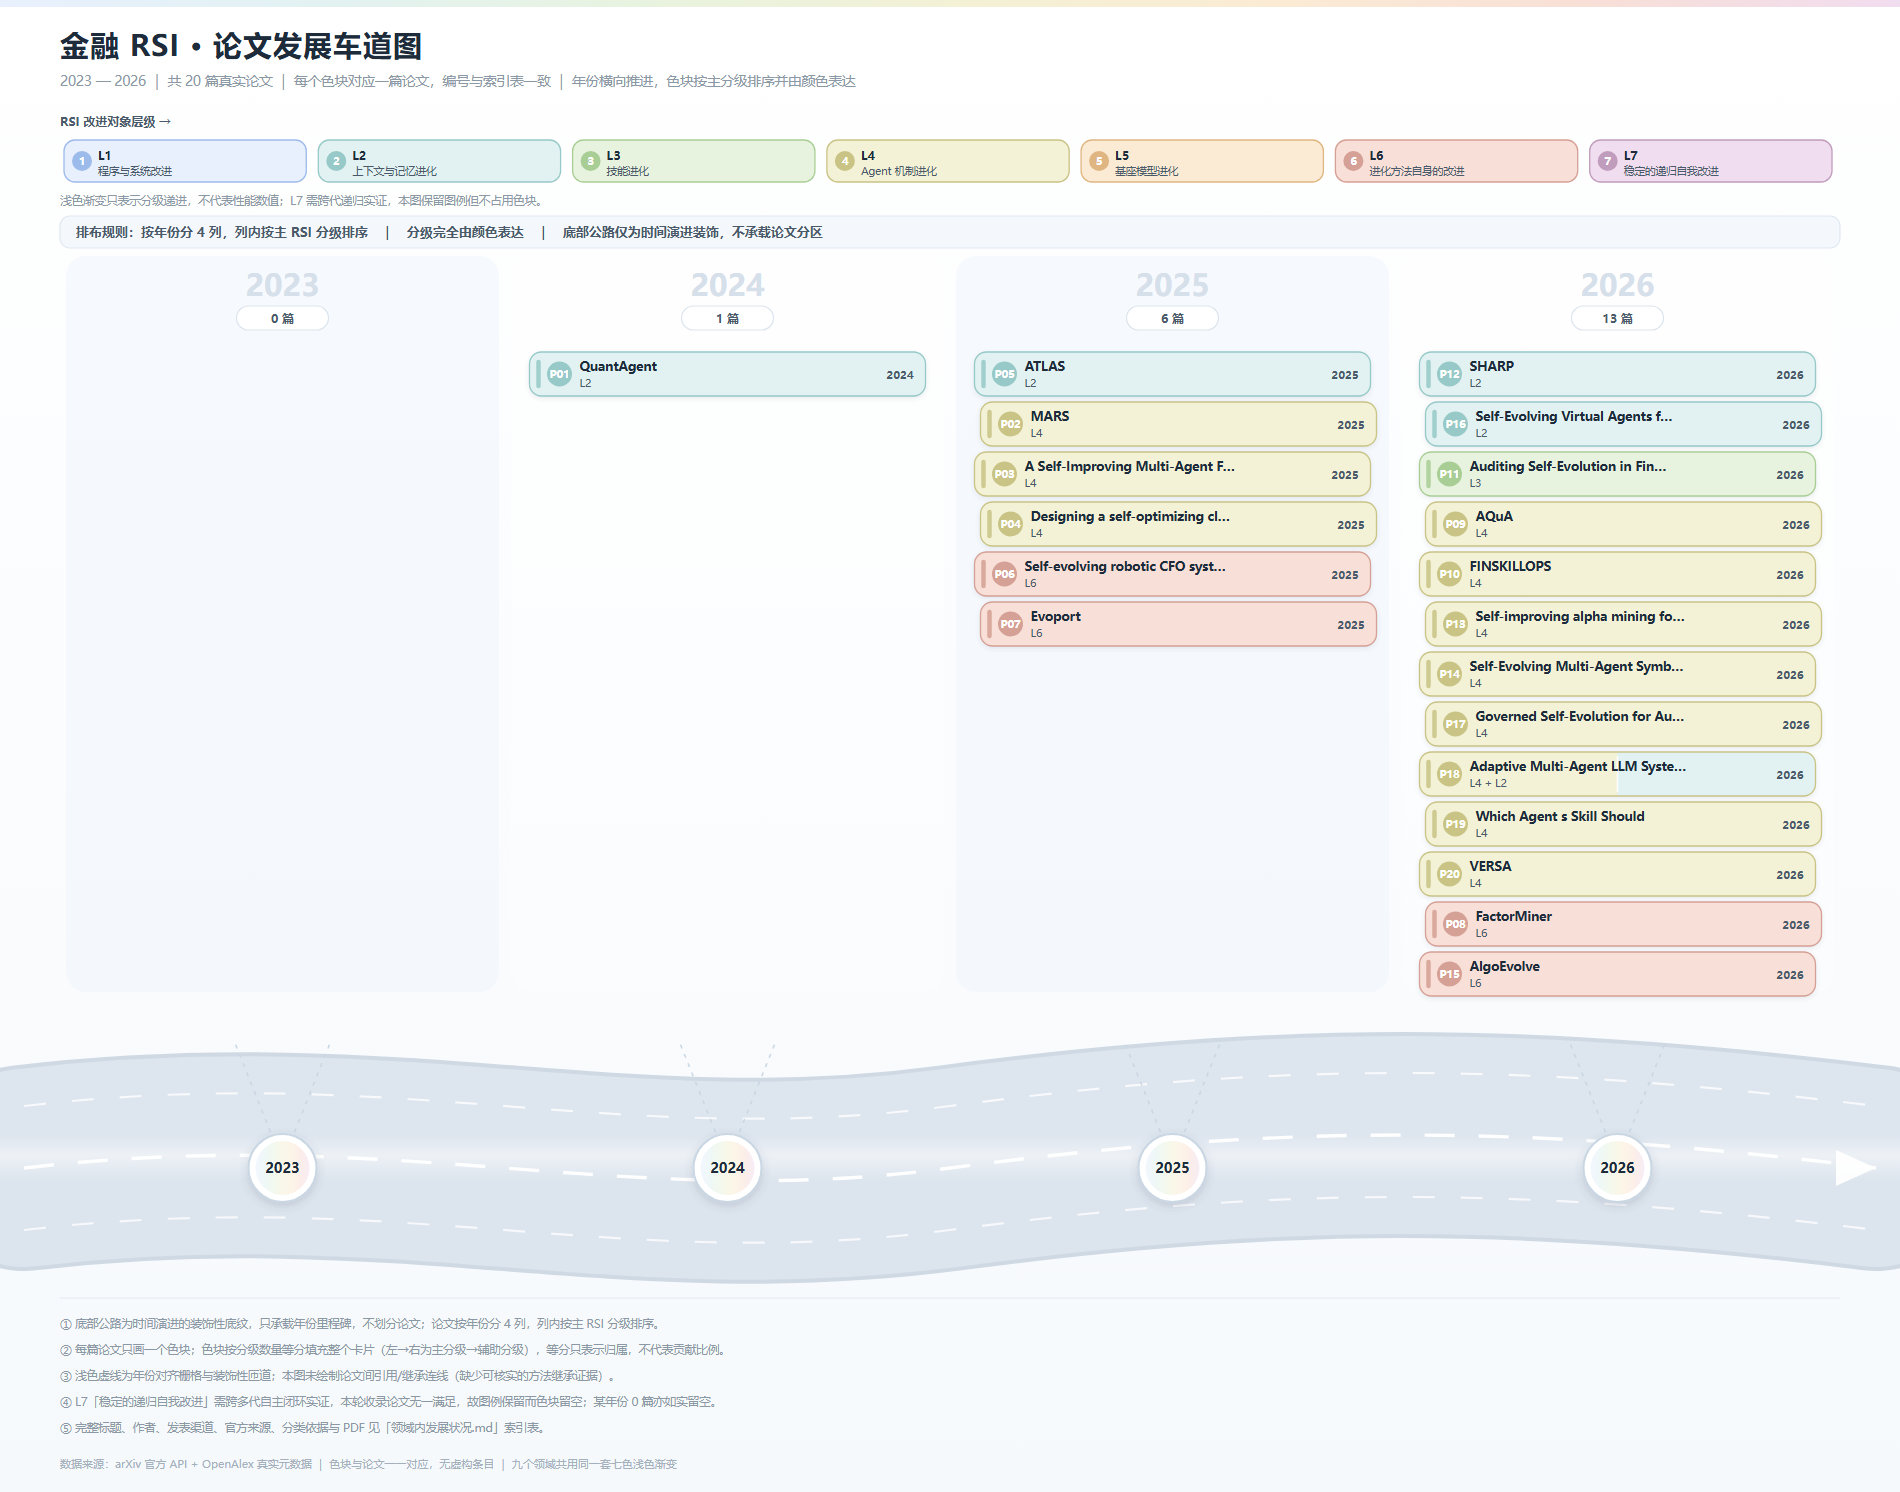 金融 RSI · 论文发展车道图
2023 — 2026 | 共 20 篇真实论文 | 每个色块对应一篇论文，编号与索引表一致 | 年份横向推进，色块按主分级排序并由颜色表达
RSI 改进对象层级 →
1 L1 程序与系统改进
2 L2 上下文与记忆进化
3 L3 技能进化
4 L4 Agent 机制进化
5 L5 基座模型进化
6 L6 进化方法自身的改进
7 L7 稳定的递归自我改进
浅色渐变只表示分级递进，不代表性能数值；L7 需跨代递归实证，本图保留图例但不占用色块。
排布规则：按年份分 4 列，列内按主 RSI 分级排序 | 分级完全由颜色表达 | 底部公路仅为时间演进装饰，不承载论文分区
2023
0 篇
2024
1 篇
P01 QuantAgent 2024
L2
2025
6 篇
P05 ATLAS 2025
L2
P02 MARS 2025
L4
P03 A Self-Improving Multi-Agent F... 2025
L4
P04 Designing a self-optimizing cl... 2025
L4
P06 Self-evolving robotic CFO syst... 2025
L6
P07 Evoport 2025
L6
2026
13 篇
P12 SHARP 2026
L2
P16 Self-Evolving Virtual Agents f... 2026
L2
P11 Auditing Self-Evolution in Fin... 2026
L3
P09 AQuA 2026
L4
P10 FINSKILLOPS 2026
L4
P13 Self-improving alpha mining fo... 2026
L4
P14 Self-Evolving Multi-Agent Symb... 2026
L4
P17 Governed Self-Evolution for Au... 2026
L4
P18 Adaptive Multi-Agent LLM Syste... 2026
L4 + L2
P19 Which Agent s Skill Should 2026
L4
P20 VERSA 2026
L4
P08 FactorMiner 2026
L6
P15 AlgoEvolve 2026
L6
2023
2024
2025
2026
① 底部公路为时间演进的装饰性底纹，只承载年份里程碑，不划分论文；论文按年份分 4 列，列内按主 RSI 分级排序。
② 每篇论文只画一个色块；色块按分级数量等分填充整个卡片（左→右为主分级→辅助分级），等分只表示归属，不代表贡献比例。
③ 浅色虚线为年份对齐栅格与装饰性匝道；本图未绘制论文间引用/继承连线（缺少可核实的方法继承证据）。
④ L7「稳定的递归自我改进」需跨多代自主闭环实证，本轮收录论文无一满足，故图例保留而色块留空；某年份 0 篇亦如实留空。
⑤ 完整标题、作者、发表渠道、官方来源、分类依据与 PDF 见「领域内发展状况.md」索引表。
数据来源：arXiv 官方 API + OpenAlex 真实元数据 | 色块与论文一一对应，无虚构条目 | 九个领域共用同一套七色浅色渐变